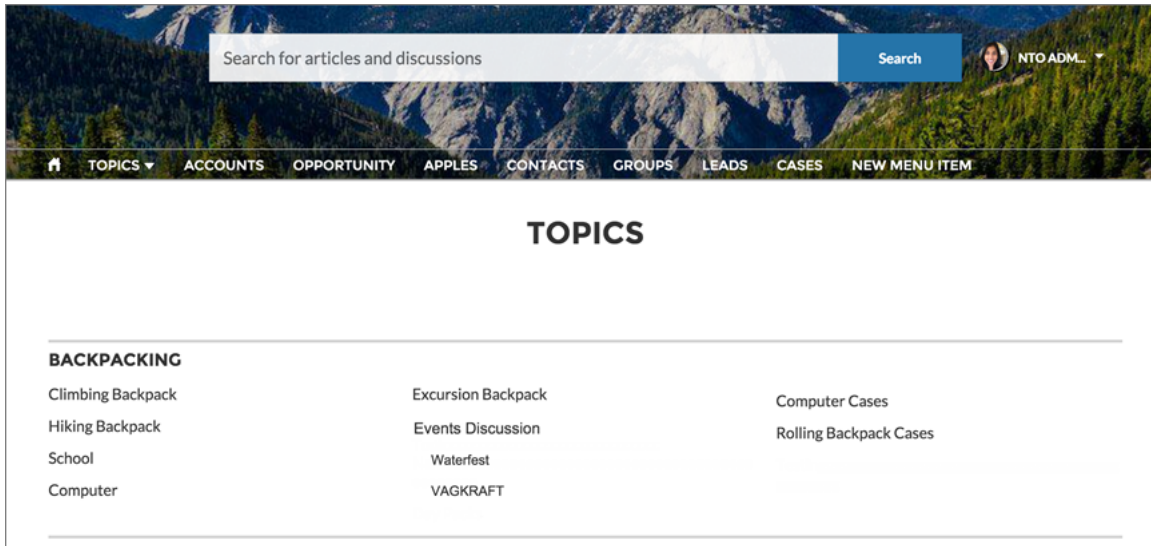 Search for articles and discussions
Search
NTO ADM...
TOPICS
ACCOUNTS
OPPORTUNITY
APPLES
CONTACTS
GROUPS
LEADS
CASES
NEW MENU ITEM
TOPICS
BACKPACKING
Climbing Backpack
Hiking Backpack
School
Computer
Excursion Backpack
Events Discussion
Waterfest
VAGKRAFT
Computer Cases
Rolling Backpack Cases